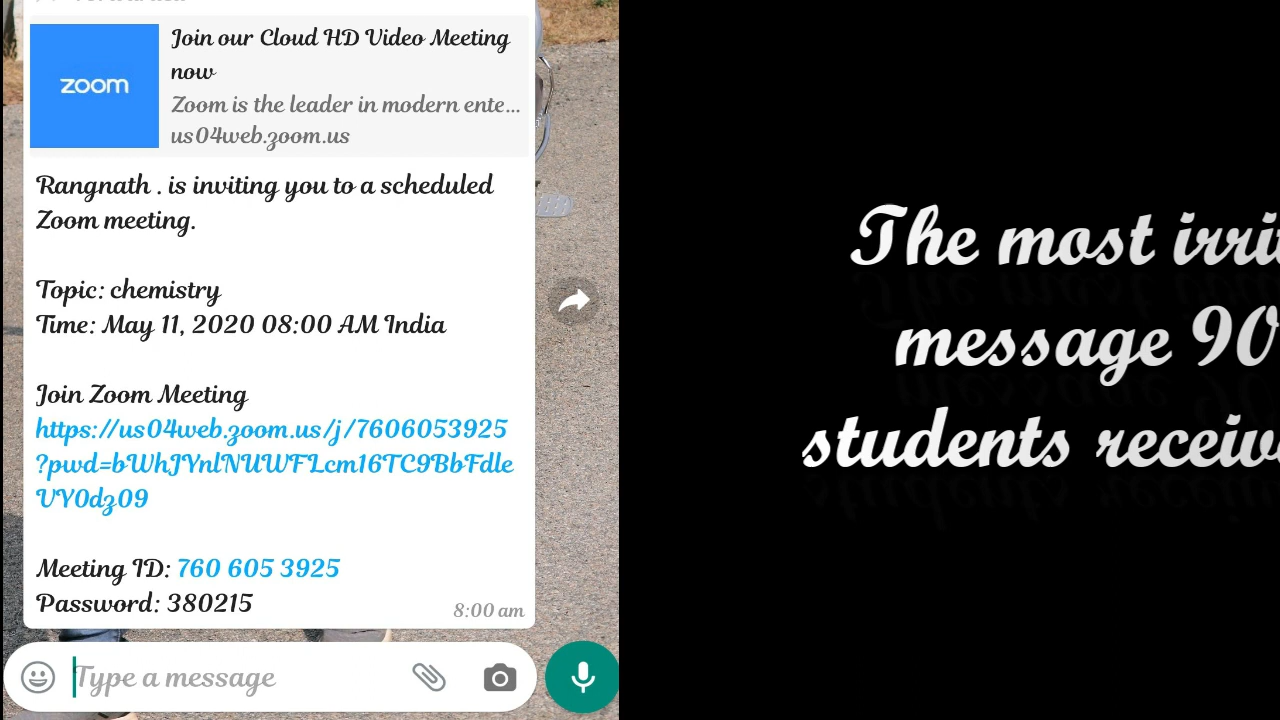 zoom
Join our Cloud HD Video Meeting
now
Zoom is the leader in modern ente...
us04web.zoom.us
Rangnath . is inviting you to a scheduled
Zoom meeting.
Topic: chemistry
Time: May 11, 2020 08:00 AM India
Join Zoom Meeting
https://us04web.zoom.us/j/7606053925
?pwd=bWhJYnlNUWFLcm16TC9BbFdle
UY0dz09
Meeting ID: 760 605 3925
Password: 380215
8:00 am
Type a message
The most
message 90
students